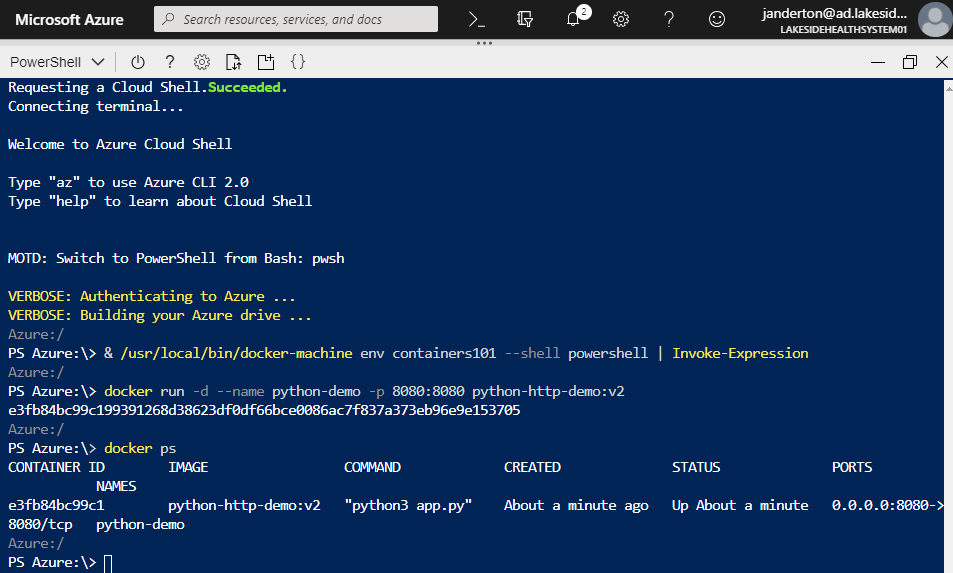 Microsoft Azure
Search resources, services, and docs
2
janderton@ad.lakesid...
LAKESIDEHEALTHSYSTEM01
PowerShell
Requesting a Cloud Shell.Succeeded.
Connecting terminal...
Welcome to Azure Cloud Shell
Type "az" to use Azure CLI 2.0
Type "help" to learn about Cloud Shell
MOTD: Switch to PowerShell from Bash: pwsh
VERBOSE: Authenticating to Azure ...
VERBOSE: Building your Azure drive ...
Azure:/
PS Azure:\> & /usr/local/bin/docker-machine env containers101 --shell powershell | Invoke-Expression
Azure:/
PS Azure:\> docker run -d --name python-demo -p 8080:8080 python-http-demo:v2
e3fb84bc99c199391268d38623df0df66bce0086ac7f837a373eb96e9e153705
Azure:/
PS Azure:\> docker ps
CONTAINER ID IMAGE COMMAND CREATED STATUS PORTS
NAMES
e3fb84bc99c1 python-http-demo:v2 "python3 app.py" About a minute ago Up About a minute 0.0.0.0:8080->
8080/tcp python-demo
Azure:/
PS Azure:\>